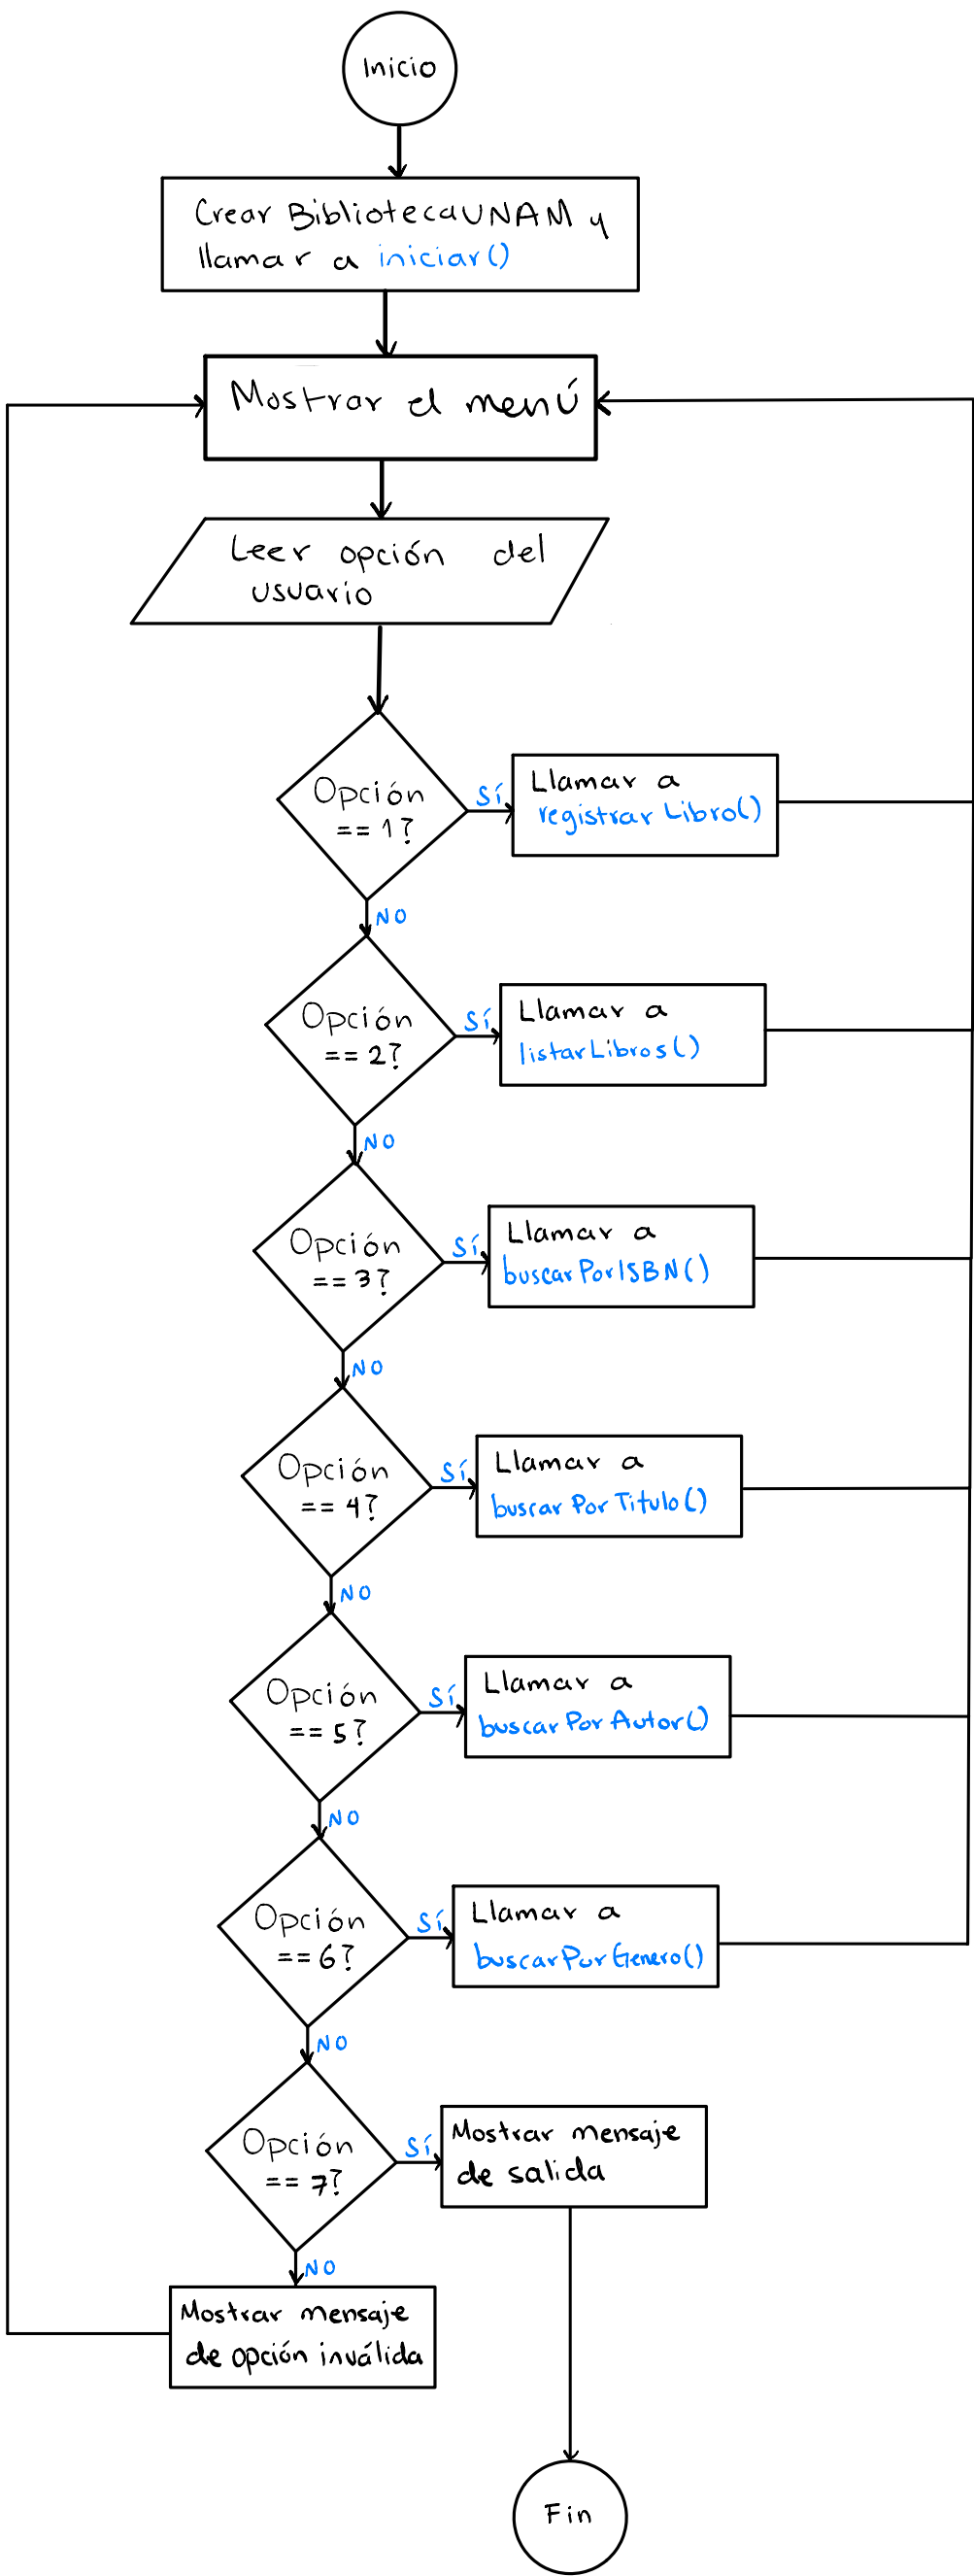 Inicio
Crear BibliotecaUNAM y
llamar a iniciar()
Mostrar el menú
Leer opción del
usuario
Opción
== 1?
Sí
Llamar a
registrarLibro()
NO
Opción
== 2?
Sí
Llamar a
listarLibros()
NO
Opción
== 3?
Sí
Llamar a
buscarPorISBN()
NO
Opción
== 4?
Sí
Llamar a
buscarPorTitulo()
NO
Opción
== 5?
Sí
Llamar a
buscarPorAutor()
NO
Opción
== 6?
Sí
Llamar a
buscarPorGenero()
NO
Opción
== 7?
Sí
Mostrar mensaje
de salida
NO
Mostrar mensaje
de opción inválida
Fin